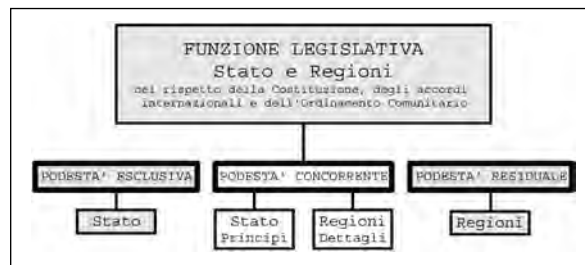 FUNZIONE LEGISLATIVA
Stato e Regioni
nel rispetto della Costituzione, degli accordi
internazionali e dell'Ordinamento Comunitario
PODESTA' ESCLUSIVA
PODESTA' CONCORRENTE
PODESTA' RESIDUALE
Stato
Stato
Principi
Regioni
Dettagli
Regioni